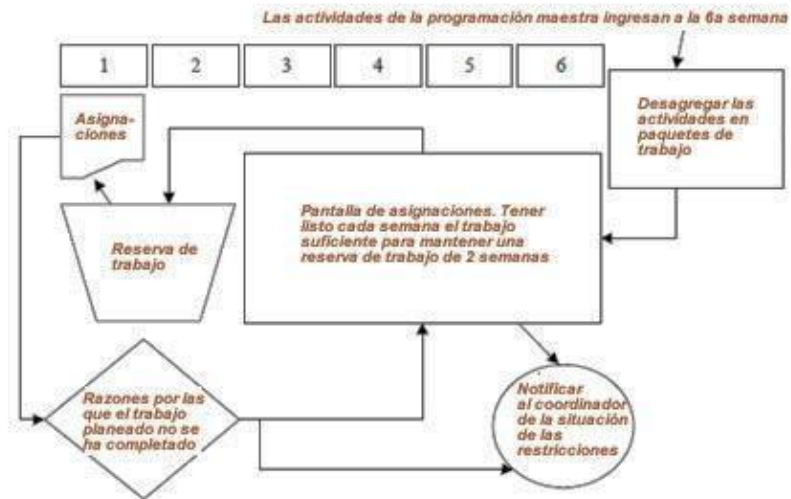 Las actividades de la programación maestra ingresan a la 6a semana
1 2 3 4 5 6
Desagregar las
actividades en
paquetes de
trabajo
Asigna-
ciones
Pantalla de asignaciones. Tener
listo cada semana el trabajo
suficiente para mantener una
reserva de trabajo de 2 semanas
Reserva de
trabajo
Razones por las
que el trabajo
planeado no se
ha completado
Notificar
al coordinador
de la situación
de las
restricciones